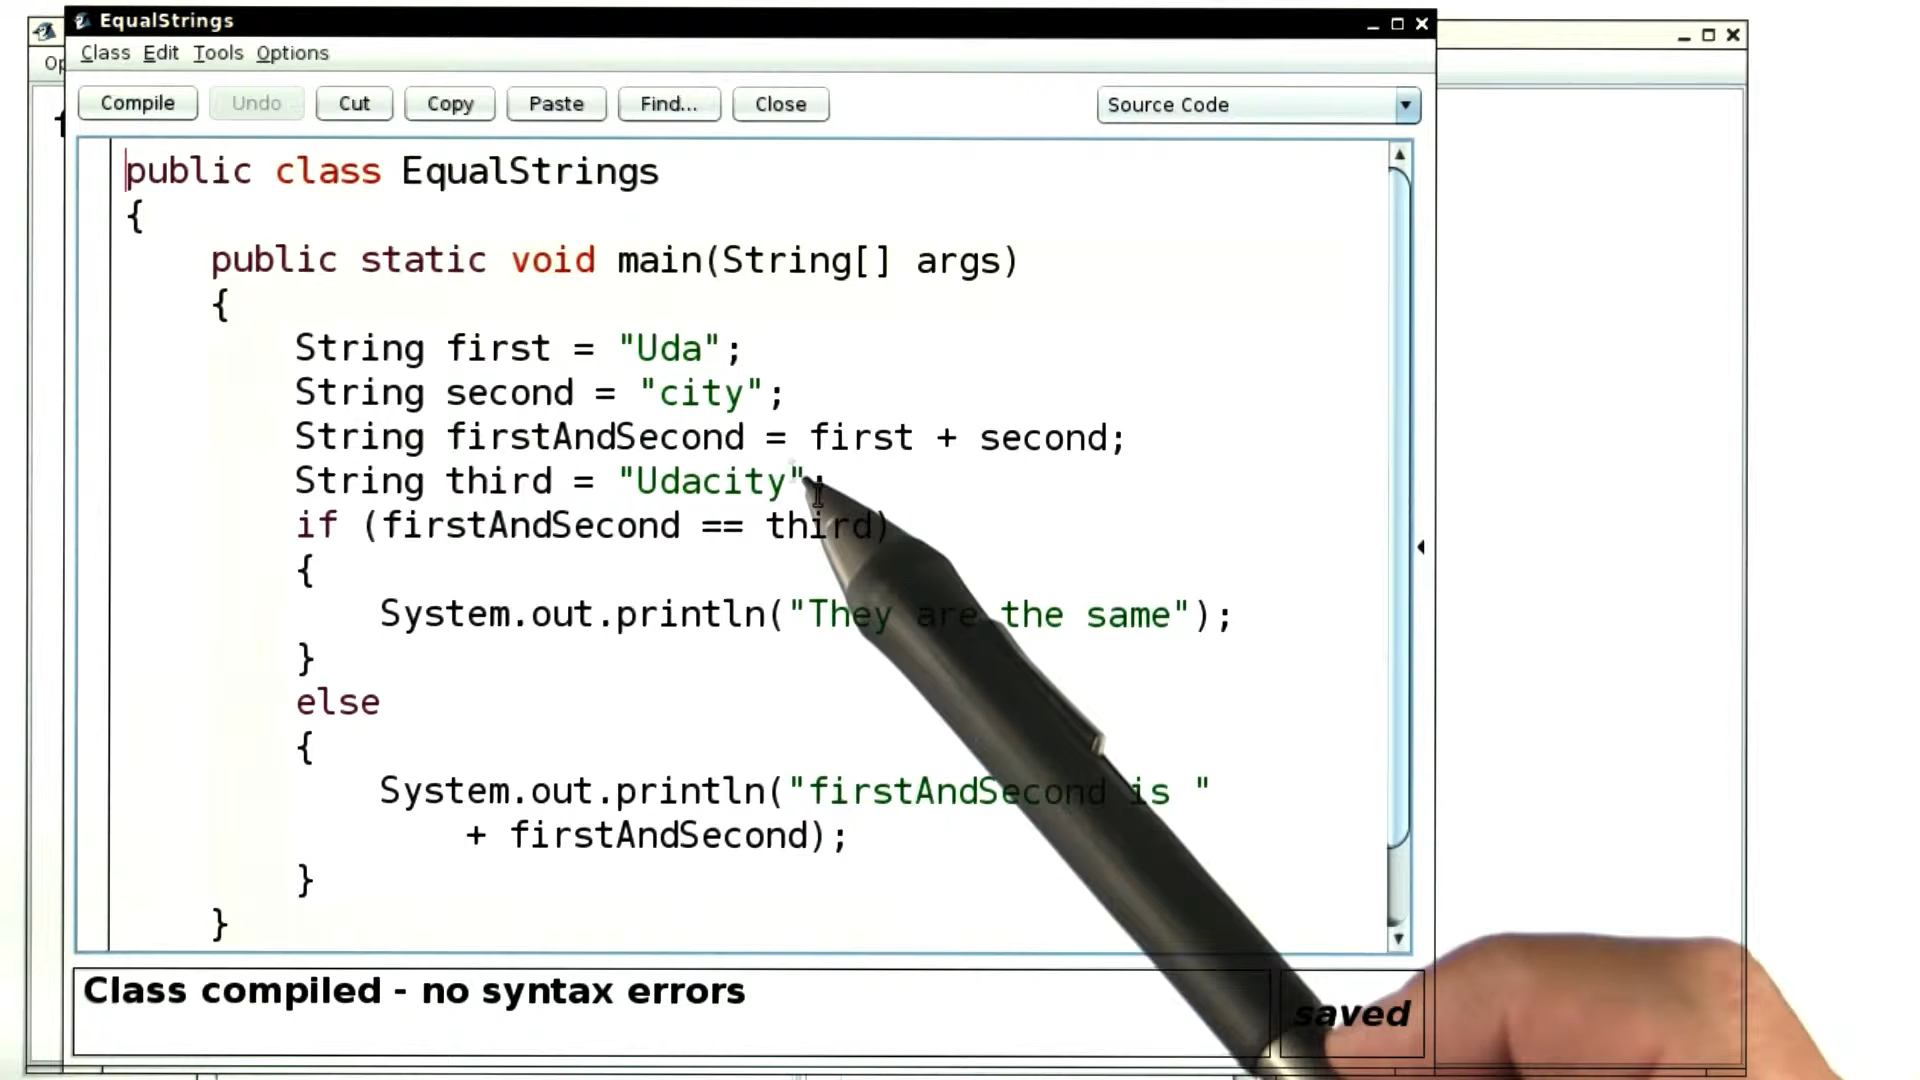 EqualStrings
Op
Class Edit Tools Options
Compile Undo Cut Copy Paste Find... Close Source Code
public class EqualStrings
{
public static void main(String[] args)
{
String first = "Uda";
String second = "city";
String firstAndSecond = first + second;
String third = "Udacity";
if (firstAndSecond == third)
{
System.out.println("They are the same");
}
else
{
System.out.println("firstAndSecond is "
+ firstAndSecond);
}
}
Class compiled - no syntax errors
saved